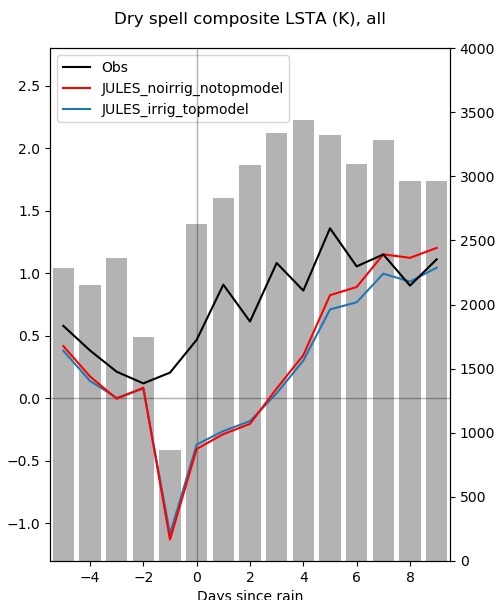 Dry spell composite LSTA (K), all
Obs
JULES_noirrig_notopmodel
JULES_irrig_topmodel
2.5
2.0
1.5
1.0
0.5
0.0
−0.5
−1.0
4000
3500
3000
2500
2000
1500
1000
500
0
−4 −2 0 2 4 6 8
Days since rain